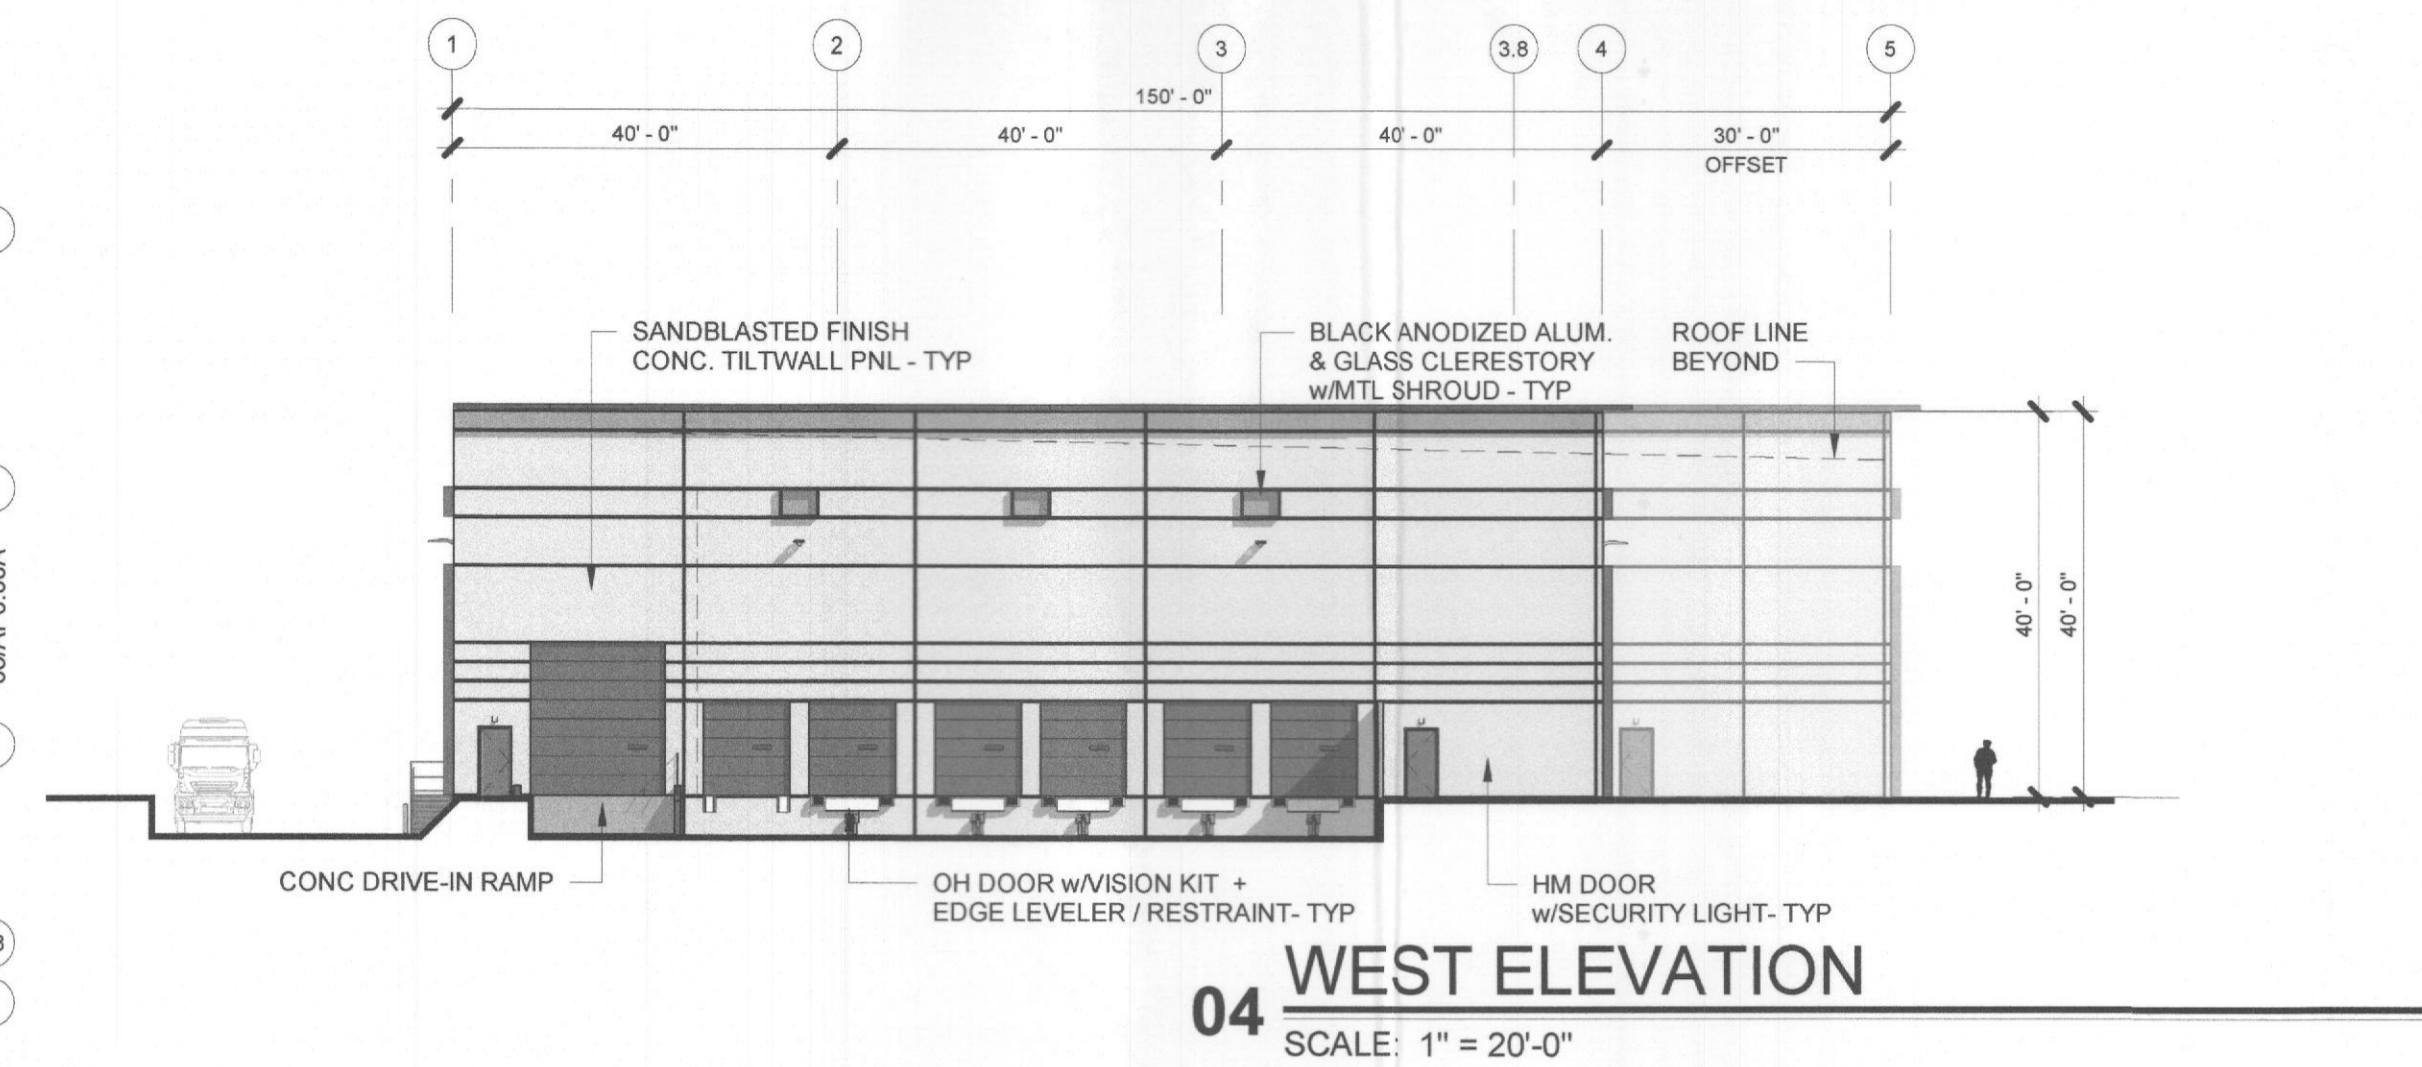 1 2 3 3.8 4 5
150' - 0"
40' - 0" 40' - 0" 40' - 0" 30' - 0"
OFFSET
SANDBLASTED FINISH
CONC. TILTWALL PNL - TYP
BLACK ANODIZED ALUM.
& GLASS CLERESTORY
w/MTL SHROUD - TYP
ROOF LINE
BEYOND
40' - 0"
40' - 0"
CONC DRIVE-IN RAMP
OH DOOR w/VISION KIT +
EDGE LEVELER / RESTRAINT- TYP
HM DOOR
w/SECURITY LIGHT- TYP
04 WEST ELEVATION
SCALE: 1" = 20'-0"